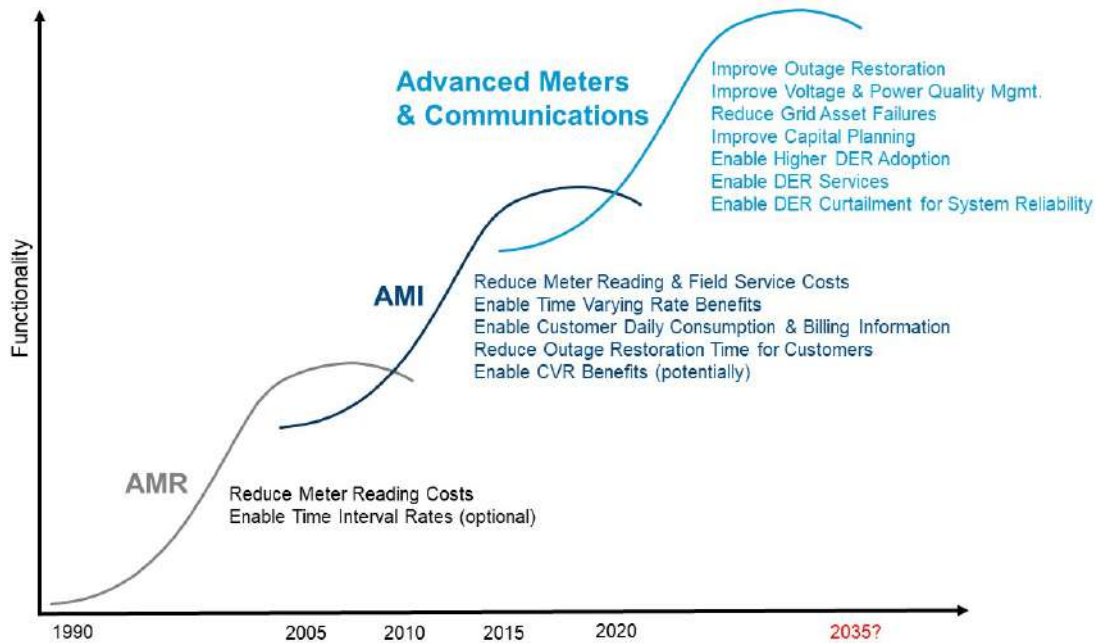 Advanced Meters
& Communications
Improve Outage Restoration
Improve Voltage & Power Quality Mgmt.
Reduce Grid Asset Failures
Improve Capital Planning
Enable Higher DER Adoption
Enable DER Services
Enable DER Curtailment for System Reliability
Functionality
AMI
Reduce Meter Reading & Field Service Costs
Enable Time Varying Rate Benefits
Enable Customer Daily Consumption & Billing Information
Reduce Outage Restoration Time for Customers
Enable CVR Benefits (potentially)
AMR
Reduce Meter Reading Costs
Enable Time Interval Rates (optional)
1990 2005 2010 2015 2020 2035?